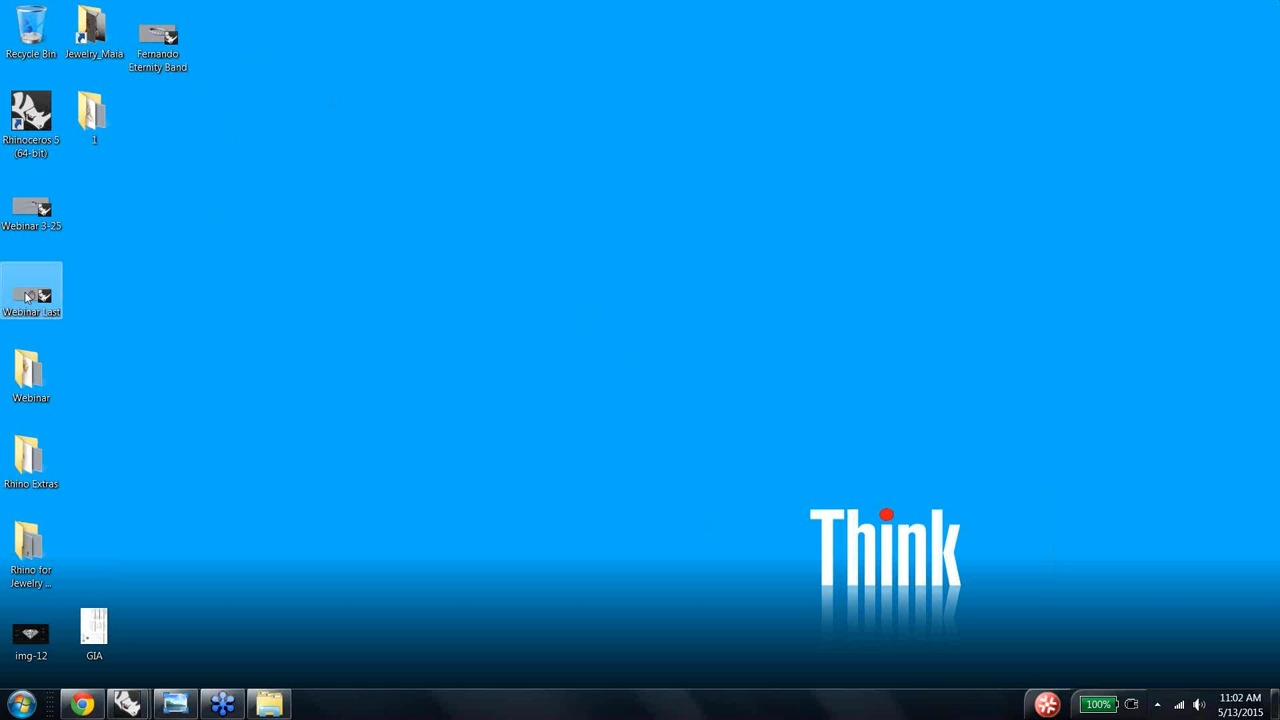 Recycle Bin
Jewelry_Maia
Fernando
Eternity Band
Rhinoceros 5
(64-bit)
1
Webinar 3-25
Webinar Last
Webinar
Rhino Extras
Rhino for
Jewelry ...
img-12
GIA
Think
100%
11:02 AM
5/13/2015